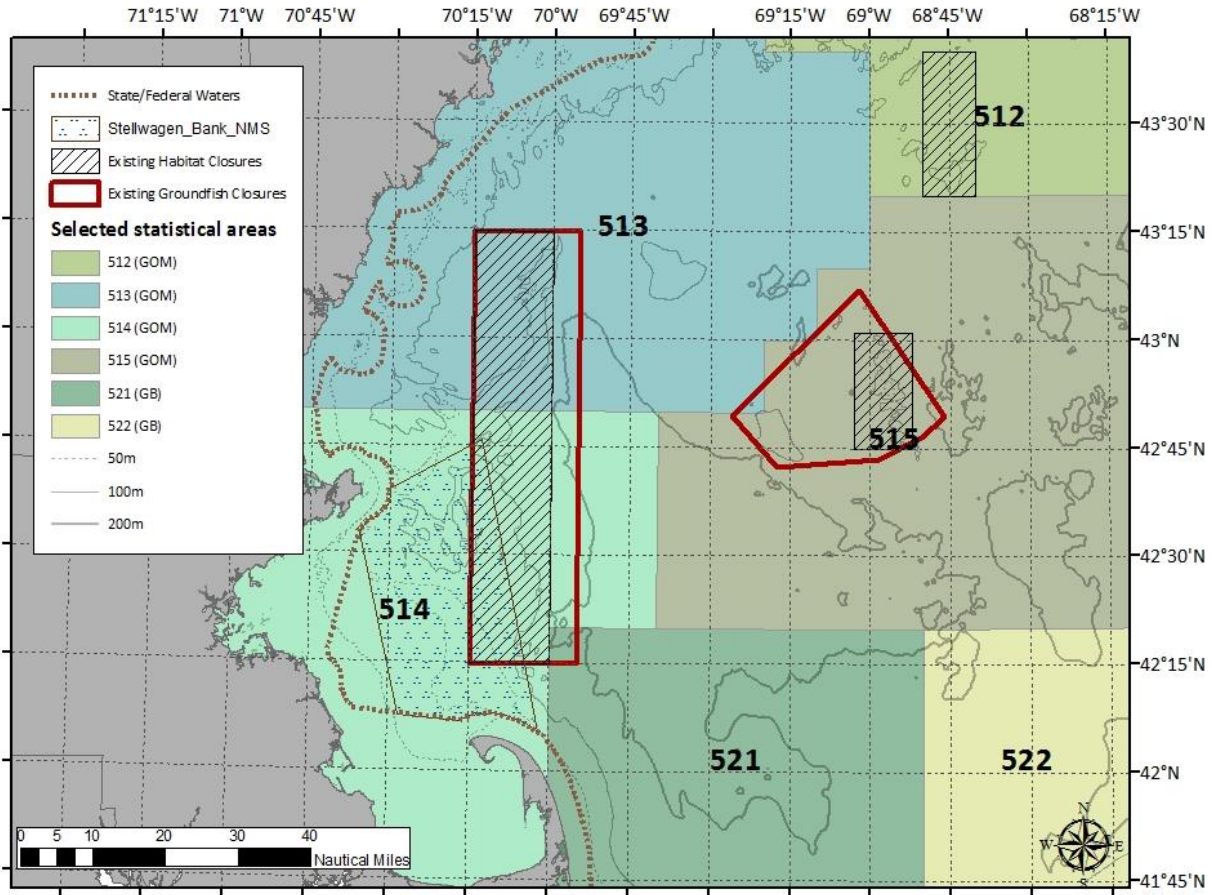 71°15'W 71°W 70°45'W 70°15'W 70°W 69°45'W 69°15'W 69°W 68°45'W 68°15'W
State/Federal Waters
Stellwagen_Bank_NMS
Existing Habitat Closures
Existing Groundfish Closures
Selected statistical areas
512 (GOM)
513 (GOM)
514 (GOM)
515 (GOM)
521 (GB)
522 (GB)
50m
100m
200m
512
513
515
514
521
522
43°30'N
43°15'N
43°N
42°45'N
42°30'N
42°15'N
42°N
41°45'N
0 5 10 20 30 40
Nautical Miles
N
W E
S